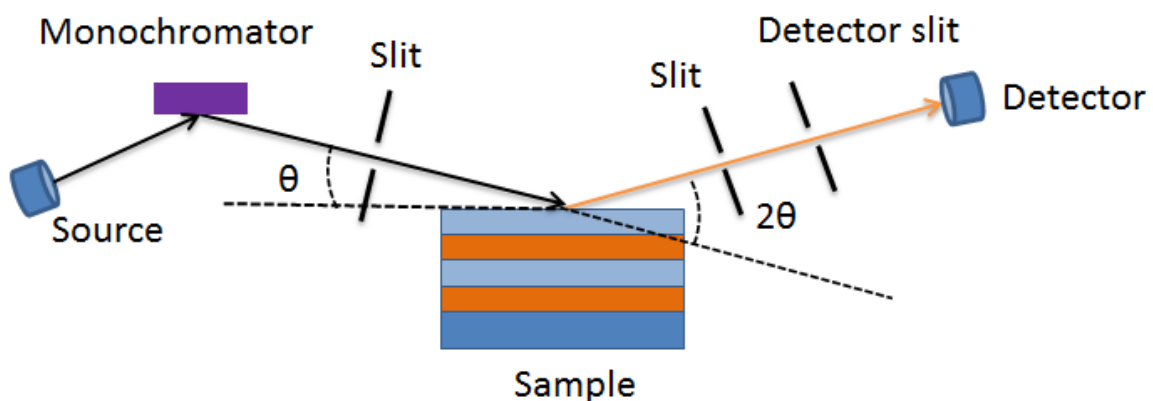 Monochromator
Slit
Slit
Detector slit
Detector
θ
2θ
Source
Sample